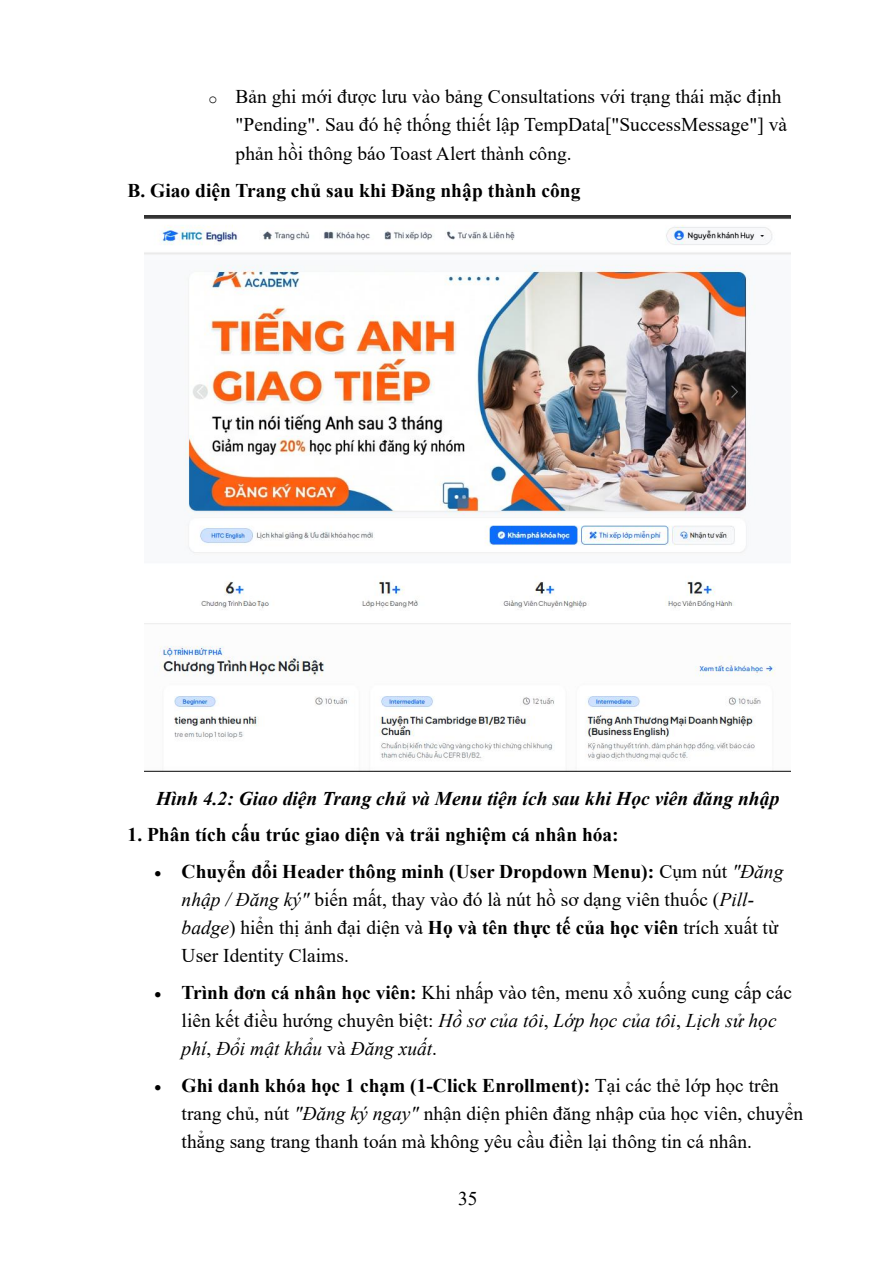 o Bản ghi mới được lưu vào bảng Consultations với trạng thái mặc định
"Pending". Sau đó hệ thống thiết lập TempData["SuccessMessage"] và
phản hồi thông báo Toast Alert thành công.
B. Giao diện Trang chủ sau khi Đăng nhập thành công
HITC English Trang chủ Khóa học Thi xếp lớp Tư vấn & Liên hệ Nguyễn khánh Huy
ACADEMY
TIẾNG ANH
GIAO TIẾP
Tự tin nói tiếng Anh sau 3 tháng
Giảm ngay 20% học phí khi đăng ký nhóm
ĐĂNG KÝ NGAY
HITC English Lịch khai giảng & Ưu đãi khóa học mới Khám phá khóa học Thi xếp lớp miễn phí Nhận tư vấn
6+ 11+ 4+ 12+
Chương Trình Đào Tạo Lớp Học Đang Mở Giảng Viên Chuyên Nghiệp Học Viên Đồng Hành
LỘ TRÌNH BỨT PHÁ
Chương Trình Học Nổi Bật Xem tất cả khóa học →
Beginner 10 tuần Intermediate 12 tuần Intermediate 10 tuần
tieng anh thieu nhi Luyện Thi Cambridge B1/B2 Tiêu Tiếng Anh Thương Mại Doanh Nghiệp
tre em tu lop 1 toi lop 5 Chuẩn (Business English)
Chuẩn bị kiến thức vững vàng cho kỳ thi chứng chỉ khung Kỹ năng thuyết trình, đàm phán hợp đồng, viết báo cáo
tham chiếu Châu Âu CEFR B1/B2. và giao dịch thương mại quốc tế.
Hình 4.2: Giao diện Trang chủ và Menu tiện ích sau khi Học viên đăng nhập
1. Phân tích cấu trúc giao diện và trải nghiệm cá nhân hóa:
• Chuyển đổi Header thông minh (User Dropdown Menu): Cụm nút "Đăng
nhập / Đăng ký" biến mất, thay vào đó là nút hồ sơ dạng viên thuốc (Pill-
badge) hiển thị ảnh đại diện và Họ và tên thực tế của học viên trích xuất từ
User Identity Claims.
• Trình đơn cá nhân học viên: Khi nhấp vào tên, menu xổ xuống cung cấp các
liên kết điều hướng chuyên biệt: Hồ sơ của tôi, Lớp học của tôi, Lịch sử học
phí, Đổi mật khẩu và Đăng xuất.
• Ghi danh khóa học 1 chạm (1-Click Enrollment): Tại các thẻ lớp học trên
trang chủ, nút "Đăng ký ngay" nhận diện phiên đăng nhập của học viên, chuyển
thẳng sang trang thanh toán mà không yêu cầu điền lại thông tin cá nhân.
35